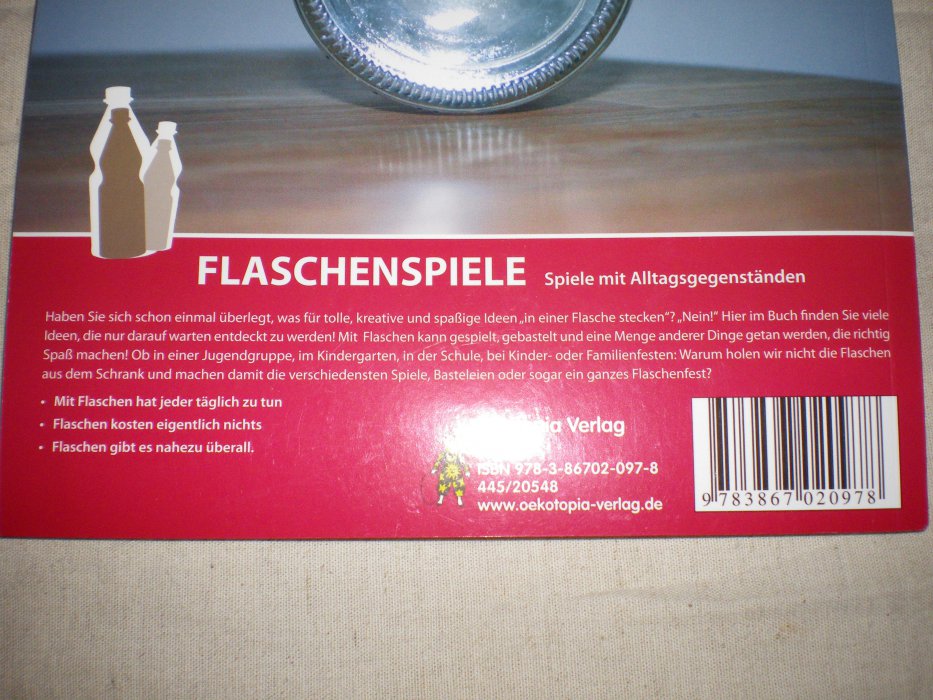 FLASCHENSPIELE Spiele mit Alltagsgegenständen
Haben Sie sich schon einmal überlegt, was für tolle, kreative und spaßige Ideen „in einer Flasche stecken“? „Nein!“ Hier im Buch finden Sie viele
Ideen, die nur darauf warten entdeckt zu werden! Mit Flaschen kann gespielt, gebastelt und eine Menge anderer Dinge getan werden, die richtig
Spaß machen! Ob in einer Jugendgruppe, im Kindergarten, in der Schule, bei Kinder- oder Familienfesten: Warum holen wir nicht die Flaschen
aus dem Schrank und machen damit die verschiedensten Spiele, Basteleien oder sogar ein ganzes Flaschenfest?
• Mit Flaschen hat jeder täglich zu tun
• Flaschen kosten eigentlich nichts
• Flaschen gibt es nahezu überall.
Verlag
ISBN 978-3-86702-097-8
445/20548
www.oekotopia-verlag.de
9 783867 020978